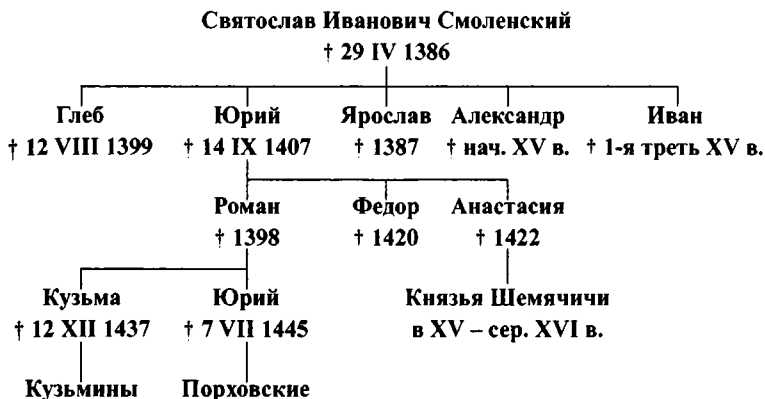 Святослав Иванович Смоленский
† 29 IV 1386
Глеб Юрий Ярослав Александр Иван
† 12 VIII 1399 † 14 IX 1407 † 1387 † нач. XV в. † 1-я треть XV в.
Роман Федор Анастасия
† 1398 † 1420 † 1422
Кузьма Юрий Князья Шемячичи
† 12 XII 1437 † 7 VII 1445 в XV – сер. XVI в.
Кузьмины Порховские